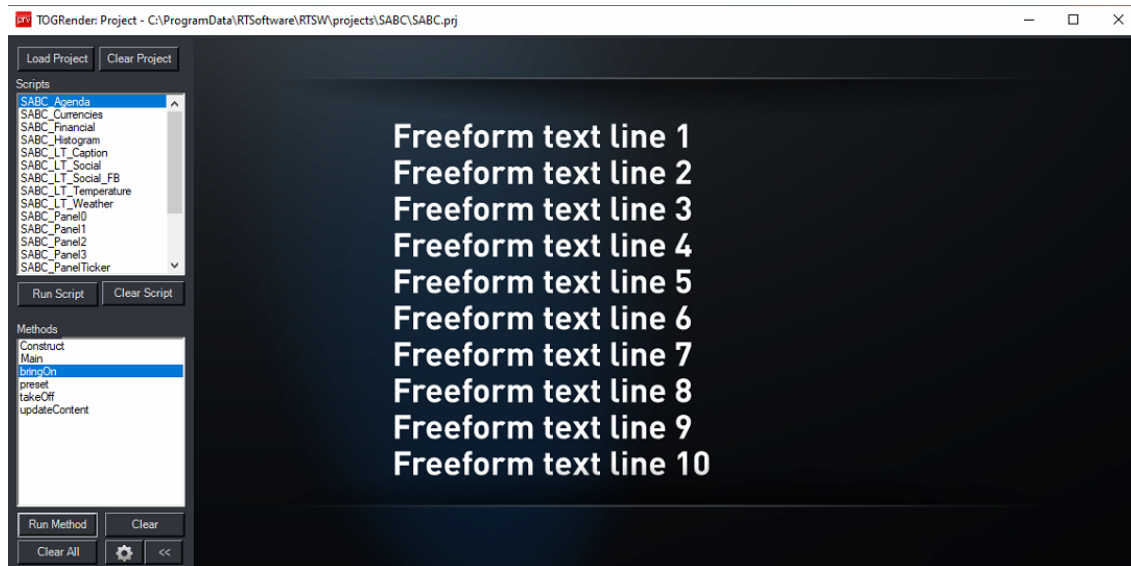 prv TOGRender: Project - C:\ProgramData\RTSoftware\RTSW\projects\SABC\SABC.prj
Load Project Clear Project
Scripts
SABC_Agenda
SABC_Currencies
SABC_Financial
SABC_Histogram
SABC_LT_Caption
SABC_LT_Social
SABC_LT_Social_FB
SABC_LT_Temperature
SABC_LT_Weather
SABC_Panel0
SABC_Panel1
SABC_Panel2
SABC_Panel3
SABC_PanelTicker
Run Script Clear Script
Methods
Construct
Main
bringOn
preset
takeOff
updateContent
Run Method Clear
Clear All <<
Freeform text line 1
Freeform text line 2
Freeform text line 3
Freeform text line 4
Freeform text line 5
Freeform text line 6
Freeform text line 7
Freeform text line 8
Freeform text line 9
Freeform text line 10